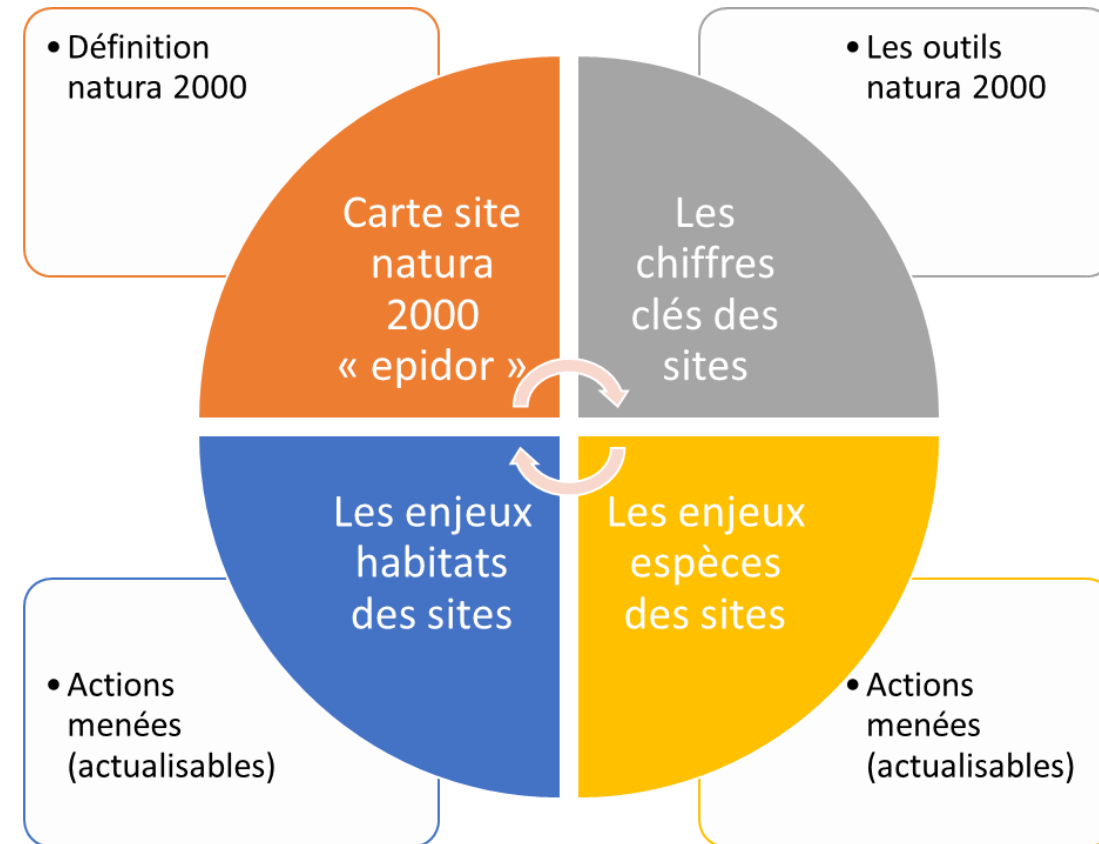 • Définition
natura 2000
• Les outils
natura 2000
Carte site
natura
2000
« epidor »
Les
chiffres
clés des
sites
Les enjeux
habitats
des sites
Les enjeux
espèces
des sites
• Actions
menées
(actualisables)
• Actions
menées
(actualisables)